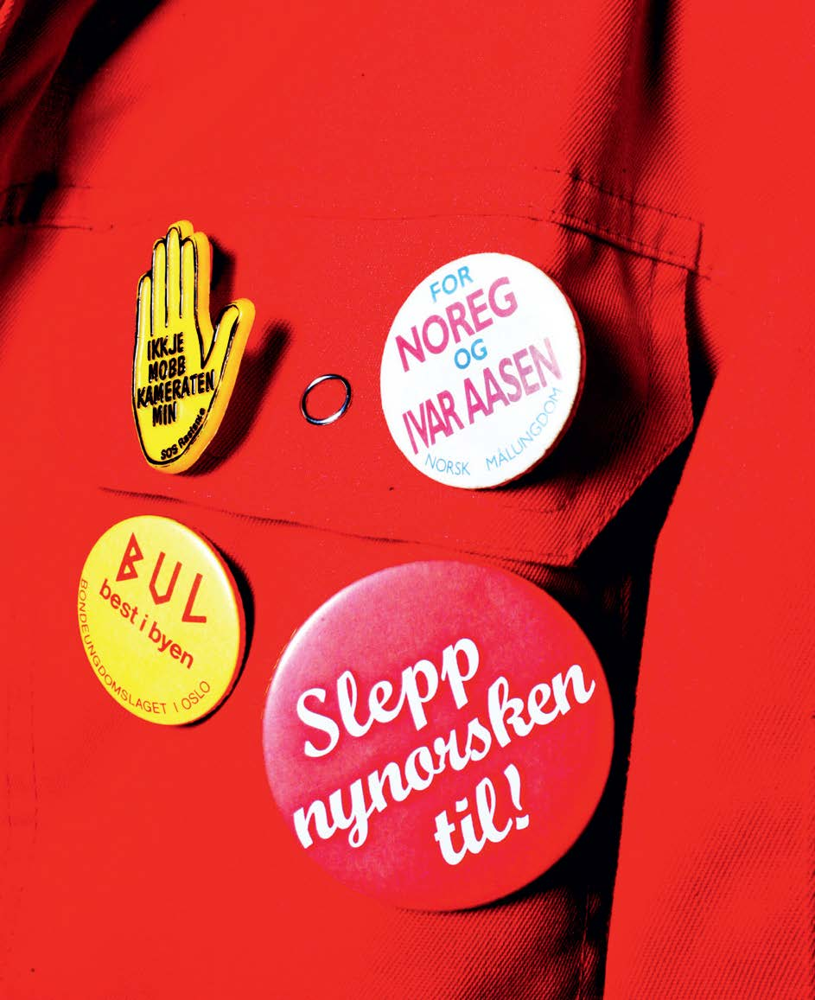 IKKJE
MOBB
KAMERATEN
MIN
SOS Rasisme
FOR
NOREG
OG
IVAR AASEN
NORSK MÅLUNGDOM
BUL
best i byen
BONDEUNGDOMSLAGET I OSLO
Slepp
nynorsken
til!